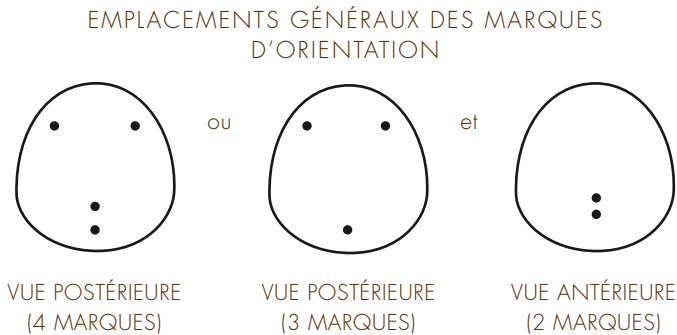 EMPLACEMENTS GÉNÉRAUX DES MARQUES
D’ORIENTATION
ou
et
VUE POSTÉRIEURE
(4 MARQUES)
VUE POSTÉRIEURE
(3 MARQUES)
VUE ANTÉRIEURE
(2 MARQUES)